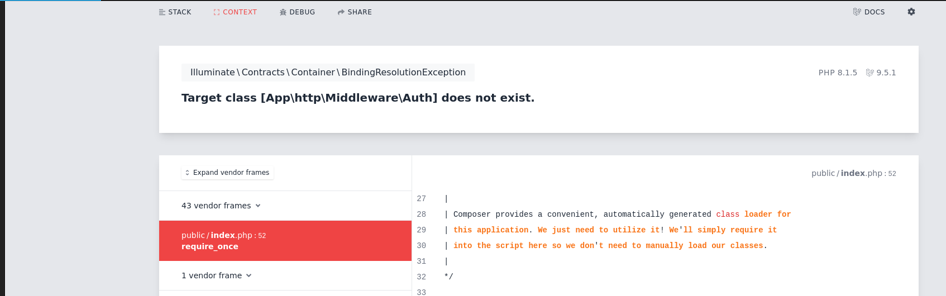 STACK CONTEXT DEBUG SHARE DOCS
Illuminate\Contracts\Container\BindingResolutionException PHP 8.1.5 9.5.1
Target class [App\http\Middleware\Auth] does not exist.
Expand vendor frames public/index.php:52
43 vendor frames
public/index.php:52
require_once
1 vendor frame
27 |
28 | Composer provides a convenient, automatically generated class loader for
29 | this application. We just need to utilize it! We'll simply require it
30 | into the script here so we don't need to manually load our classes.
31 |
32 */
33